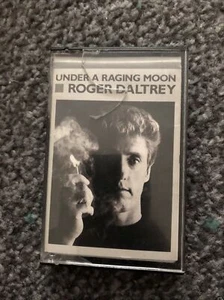 UNDER A RAGING MOON
ROGER DALTREY